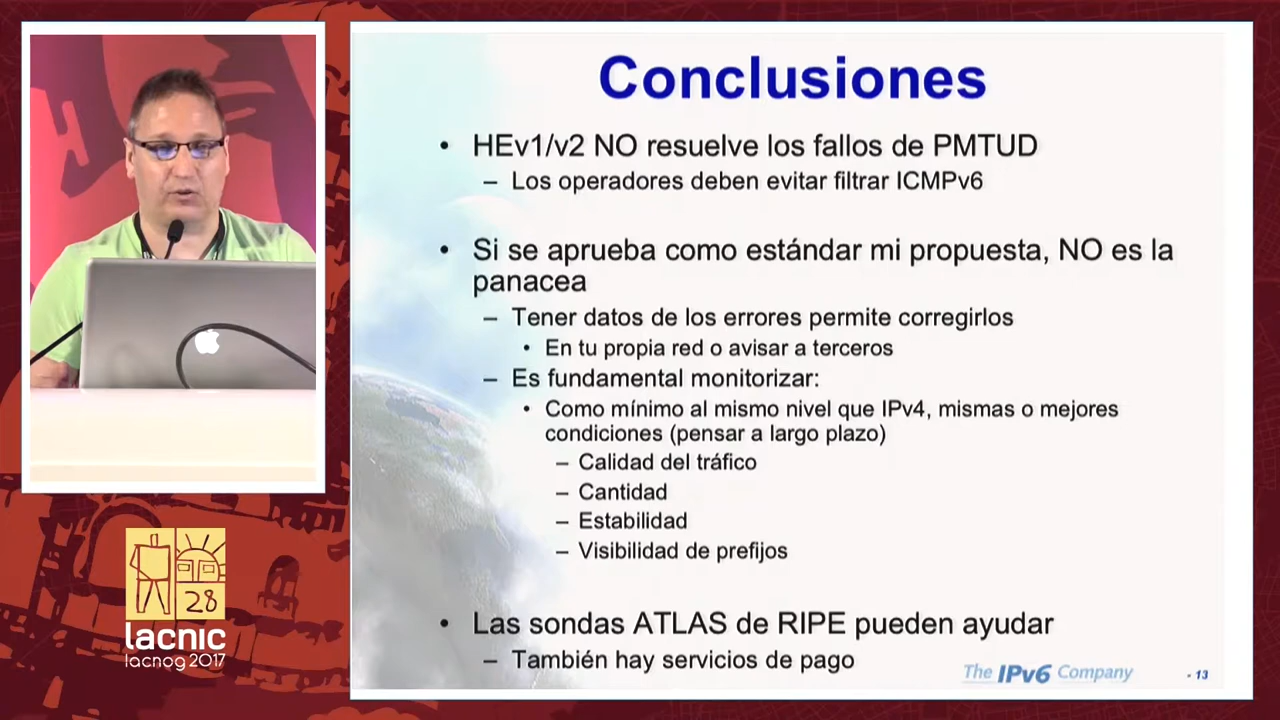 Conclusiones
• HEv1/v2 NO resuelve los fallos de PMTUD
– Los operadores deben evitar filtrar ICMPv6
• Si se aprueba como estándar mi propuesta, NO es la
panacea
– Tener datos de los errores permite corregirlos
• En tu propia red o avisar a terceros
– Es fundamental monitorizar:
• Como mínimo al mismo nivel que IPv4, mismas o mejores
condiciones (pensar a largo plazo)
– Calidad del tráfico
– Cantidad
– Estabilidad
– Visibilidad de prefijos
• Las sondas ATLAS de RIPE pueden ayudar
– También hay servicios de pago
The IPv6 Company
- 13
28
lacnic
lacnog 2017